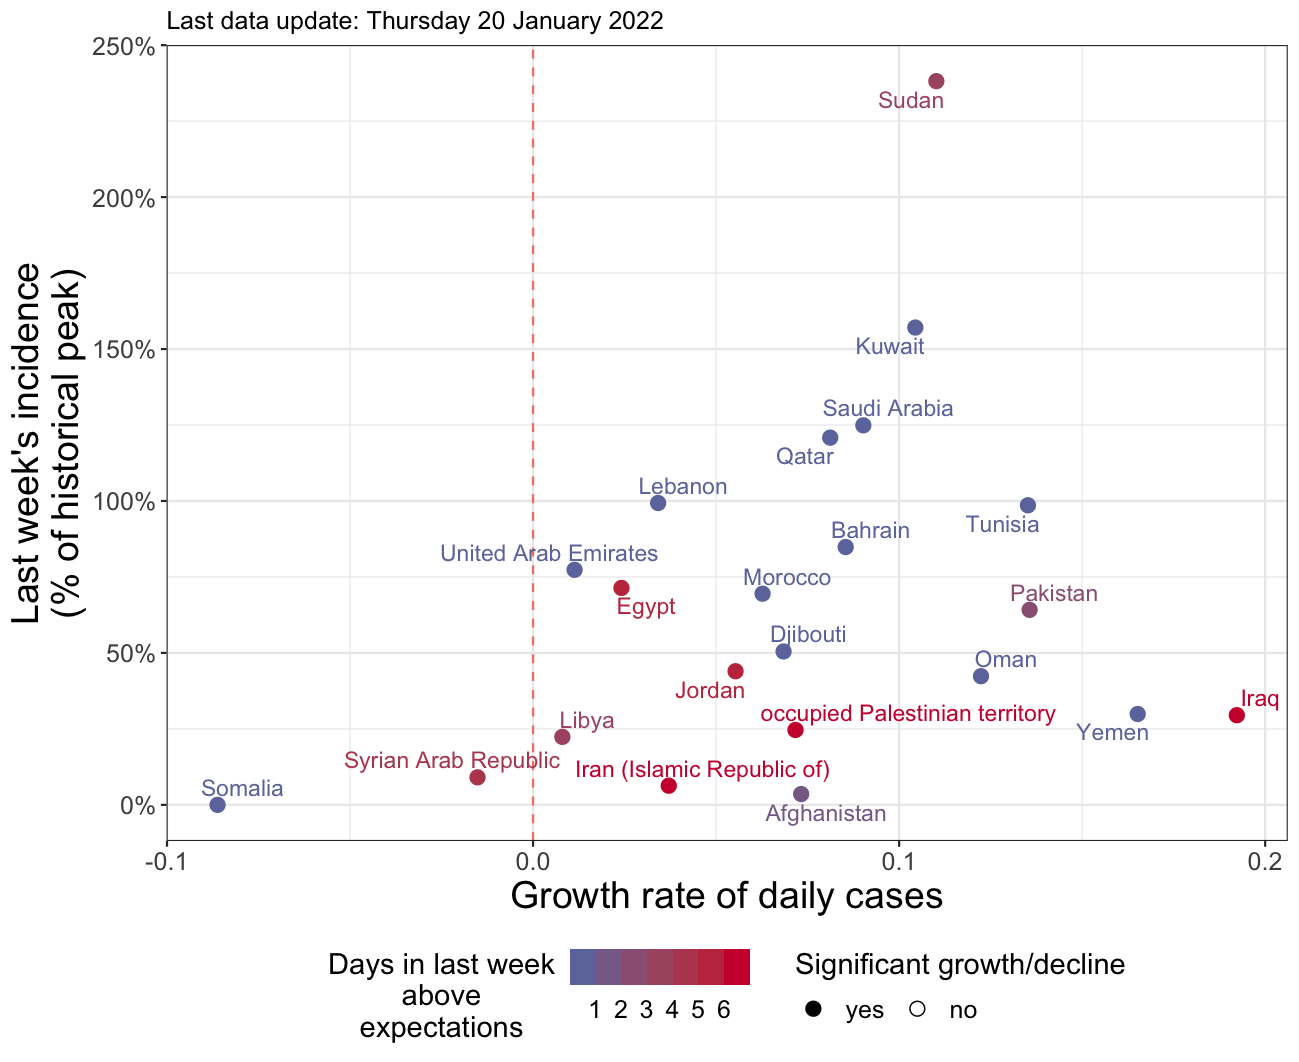 Last data update: Thursday 20 January 2022
250%
200%
150%
100%
50%
0%
Last week's incidence
(% of historical peak)
Sudan
Kuwait
Saudi Arabia
Qatar
Lebanon
Tunisia
Bahrain
United Arab Emirates
Morocco
Egypt
Pakistan
Djibouti
Oman
Jordan
Iraq
occupied Palestinian territory
Libya
Yemen
Syrian Arab Republic
Iran (Islamic Republic of)
Somalia
Afghanistan
-0.1 0.0 0.1 0.2
Growth rate of daily cases
Days in last week
above
expectations
1 2 3 4 5 6
Significant growth/decline
yes no